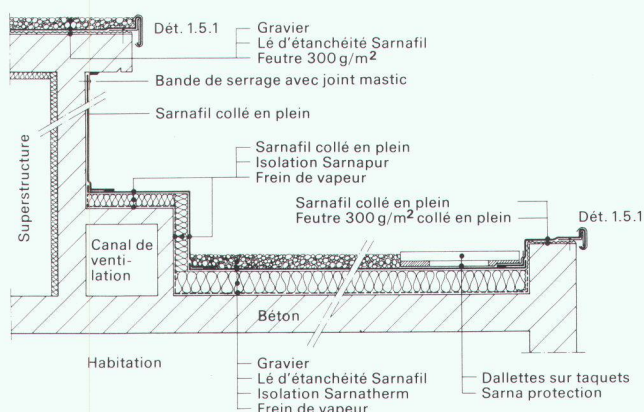 Dét. 1.5.1
Gravier
Lé d'étanchéité Sarnafil
Feutre 300 g/m²
Bande de serrage avec joint mastic
Sarnafil collé en plein
Superstructure
Sarnafil collé en plein
Isolation Sarnapur
Frein de vapeur
Sarnafil collé en plein
Feutre 300 g/m² collé en plein
Dét. 1.5.1
Canal de
venti-
lation
Béton
Habitation
Gravier
Lé d'étanchéité Sarnafil
Isolation Sarnatherm
Frein de vapeur
Dallettes sur taquets
Sarna protection